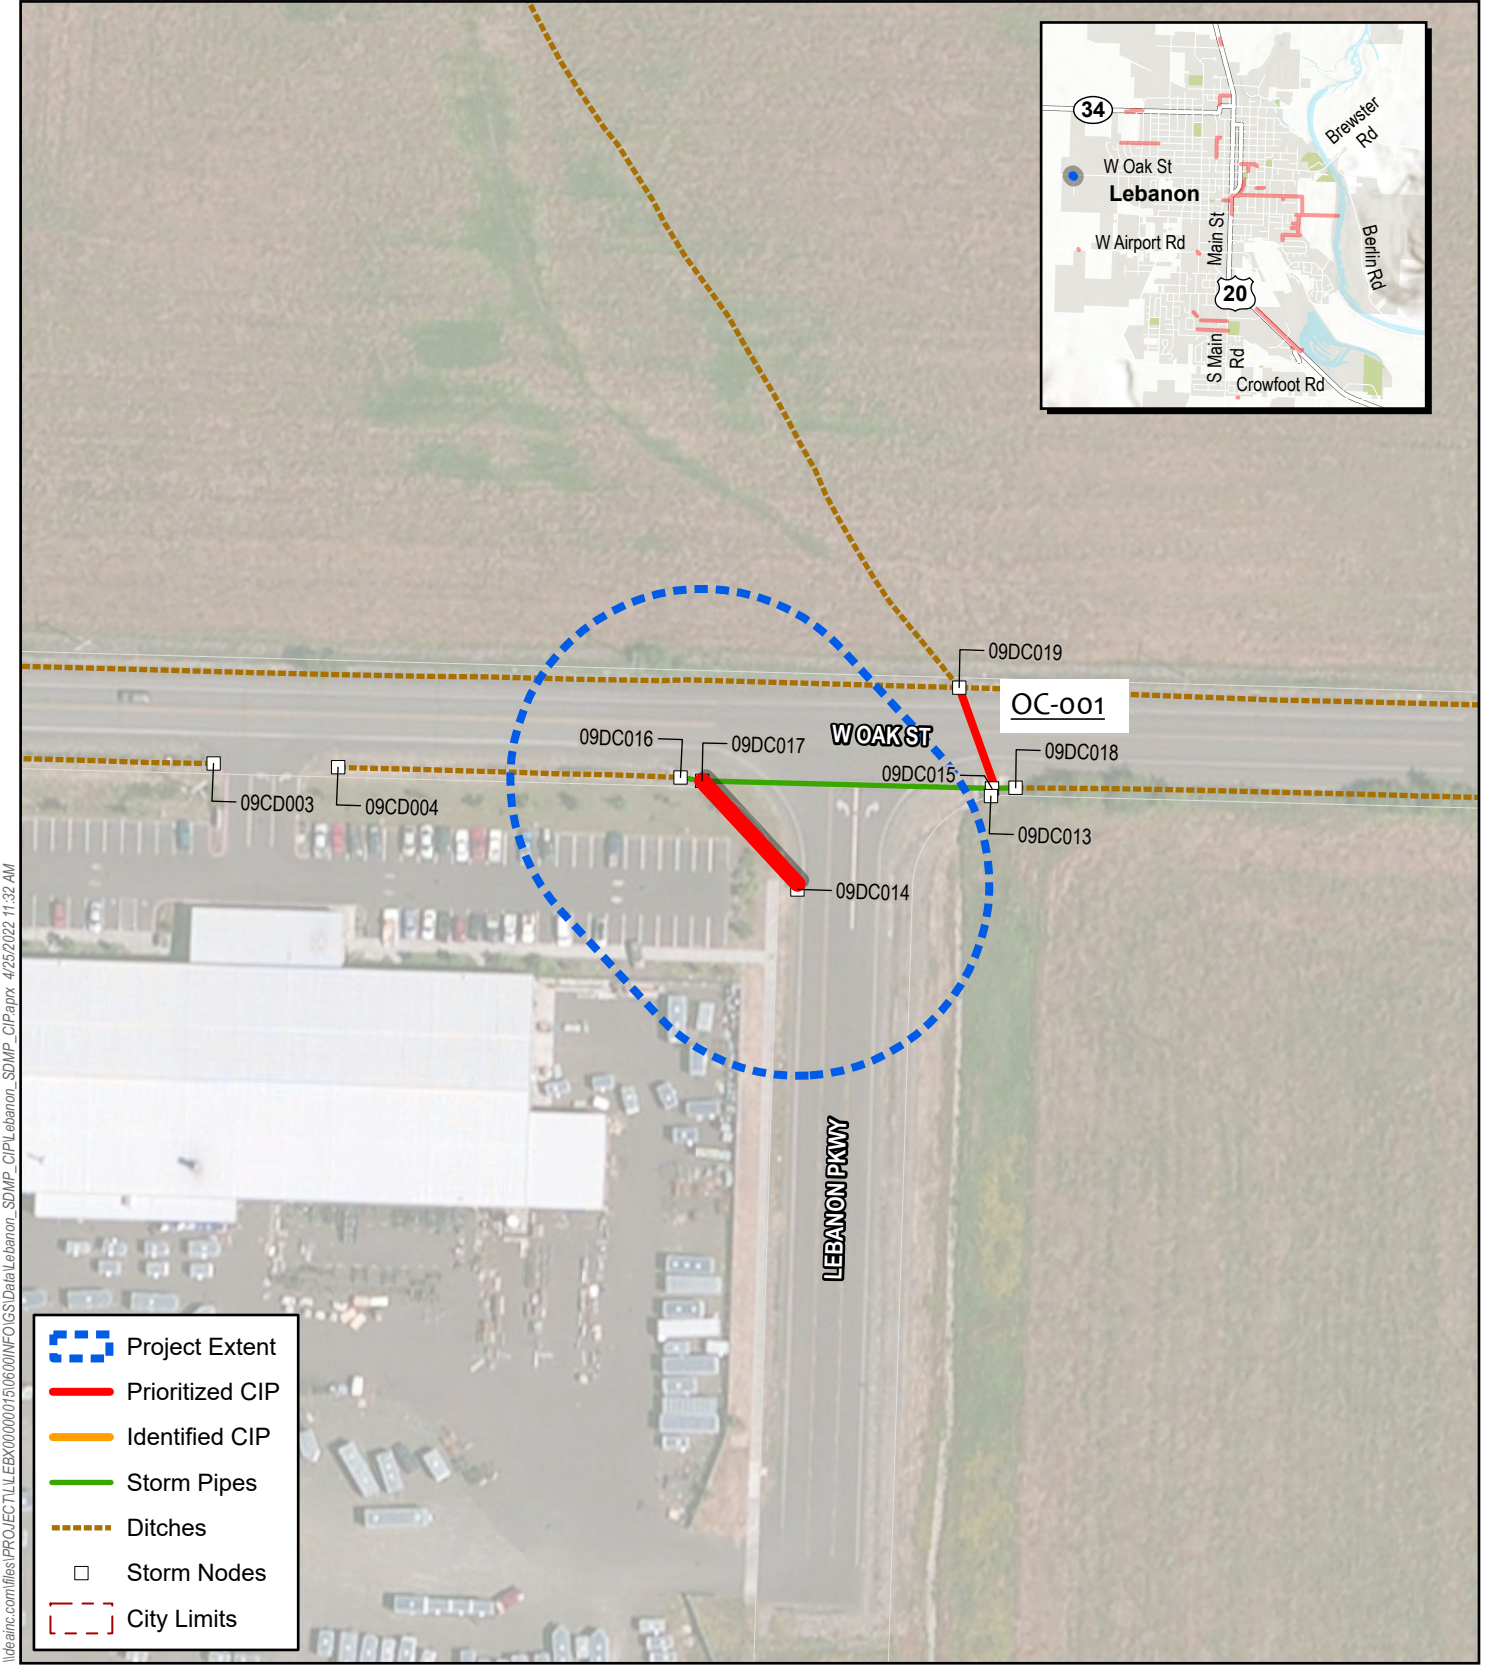 34
Brewster
Rd
W Oak St
Lebanon
W Airport Rd
Main St
Berlin Rd
20
S Main
Rd
Crowfoot Rd
09DC019
OC-001
W OAK ST
09DC016
09DC017
09DC018
09DC015
09CD003
09CD004
09DC013
09DC014
LEBANON PKWY
Project Extent
Prioritized CIP
Identified CIP
Storm Pipes
Ditches
Storm Nodes
City Limits
\\deainc.com\files\PROJECT\L\LEBX00000015\0600INFO\GS\Data\Lebanon_SDMP_CIP\Lebanon_SDMP_CIP.aprx 4/25/2022 11:32 AM